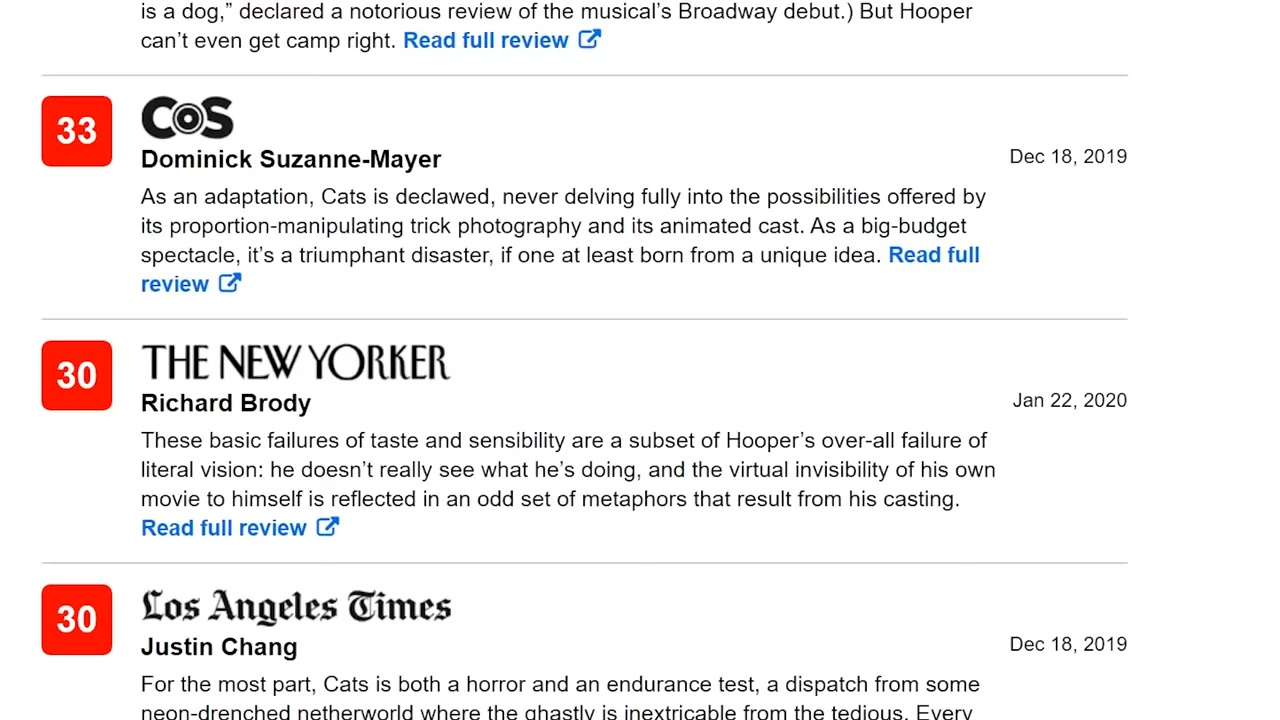 is a dog,” declared a notorious review of the musical’s Broadway debut.) But Hooper
can’t even get camp right. Read full review
33
CoS
Dominick Suzanne-Mayer
Dec 18, 2019
As an adaptation, Cats is declawed, never delving fully into the possibilities offered by
its proportion-manipulating trick photography and its animated cast. As a big-budget
spectacle, it’s a triumphant disaster, if one at least born from a unique idea. Read full
review
30
THE NEW YORKER
Richard Brody
Jan 22, 2020
These basic failures of taste and sensibility are a subset of Hooper’s over-all failure of
literal vision: he doesn’t really see what he’s doing, and the virtual invisibility of his own
movie to himself is reflected in an odd set of metaphors that result from his casting.
Read full review
30
Los Angeles Times
Justin Chang
Dec 18, 2019
For the most part, Cats is both a horror and an endurance test, a dispatch from some
neon-drenched netherworld where the ghastly is inextricable from the tedious. Every